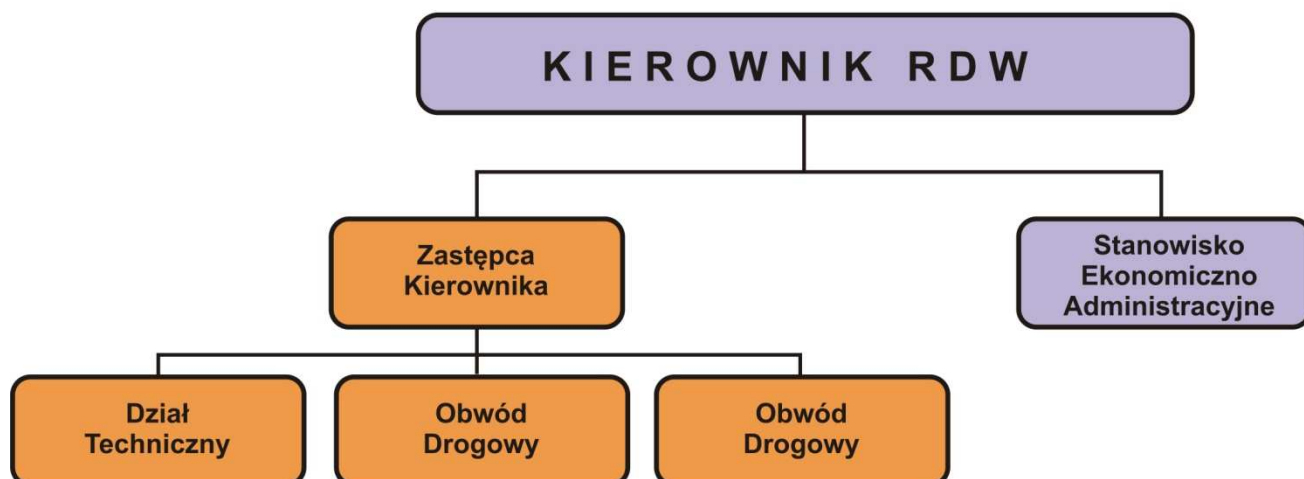 KIEROWNIK RDW
Zastępca
Kierownika
Stanowisko
Ekonomiczno
Administracyjne
Dział
Techniczny
Obwód
Drogowy
Obwód
Drogowy